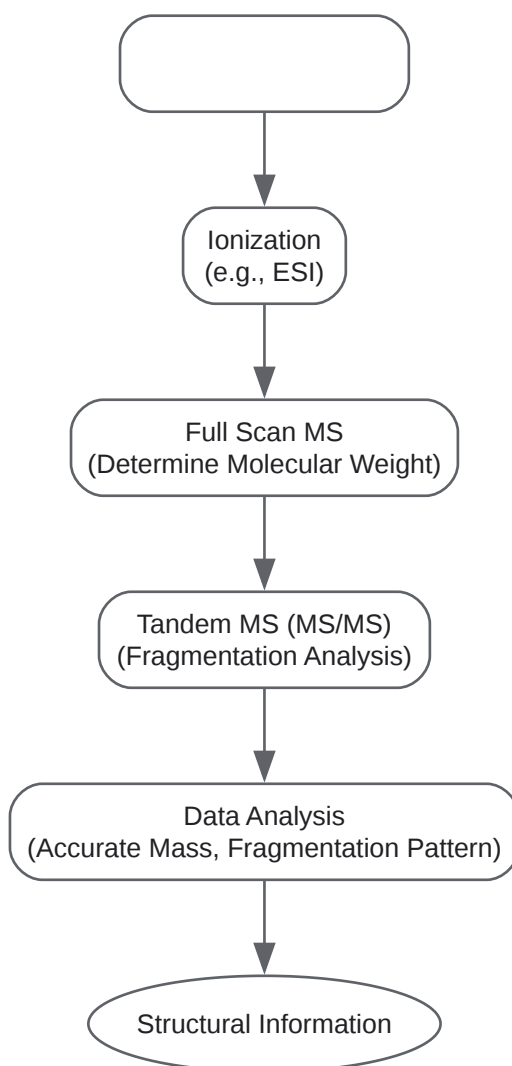 Ionization
(e.g., ESI)
Full Scan MS
(Determine Molecular Weight)
Tandem MS (MS/MS)
(Fragmentation Analysis)
Data Analysis
(Accurate Mass, Fragmentation Pattern)
Structural Information